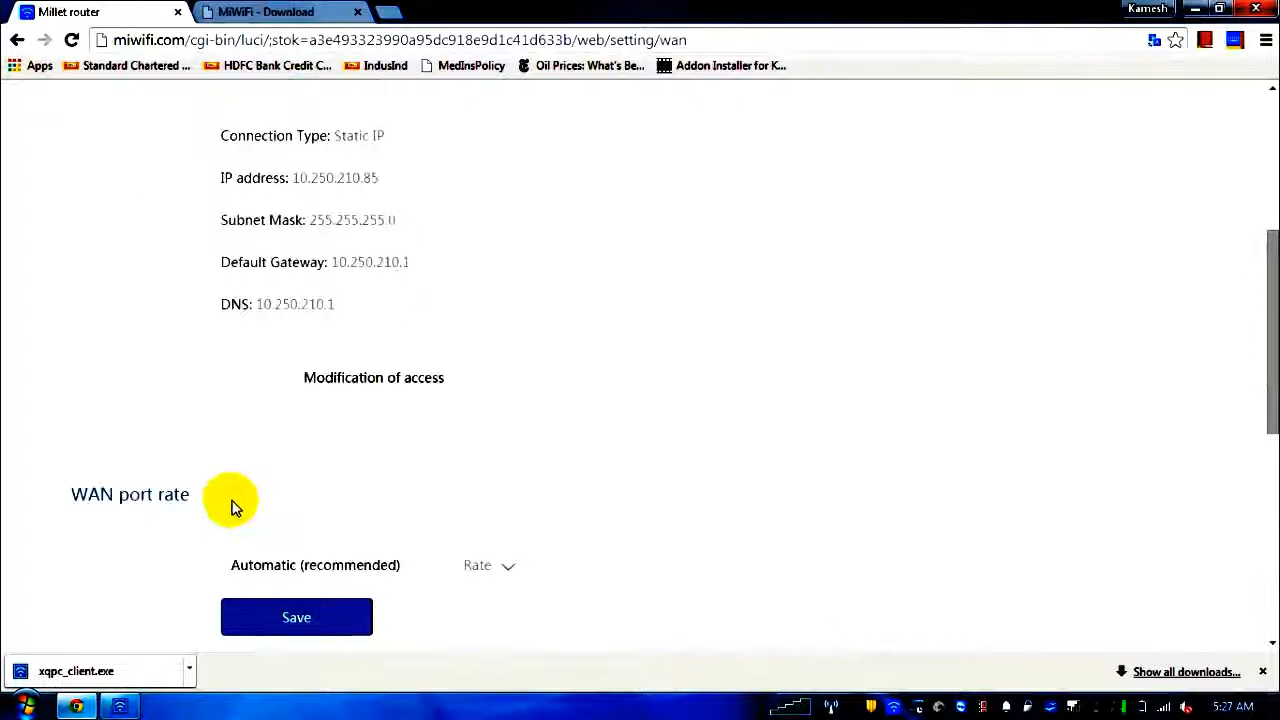 Millet router
MiWiFi - Download
Kamesh
miwifi.com/cgi-bin/luci/;stok=a3e493323990a95dc918e9d1c41d633b/web/setting/wan
Apps
Standard Chartered ...
HDFC Bank Credit C...
IndusInd
MedInsPolicy
Oil Prices: What's Be...
Addon Installer for K...
Connection Type: Static IP
IP address: 10.250.210.85
Subnet Mask: 255.255.255.0
Default Gateway: 10.250.210.1
DNS: 10.250.210.1
Modification of access
WAN port rate
Automatic (recommended)
Rate
Save
xqpc_client.exe
Show all downloads...
5:27 AM